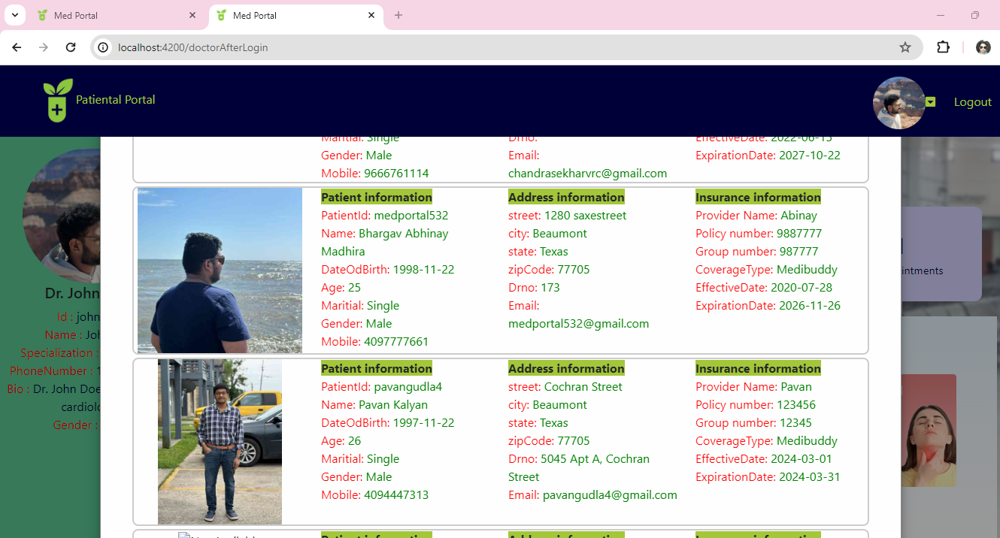 Med Portal
Med Portal
localhost:4200/doctorAfterLogin
Patiental Portal
Logout
Dr. John
Id : john
Name : Joh
Specialization :
PhoneNumber : 1
Bio : Dr. John Doe
cardiolo
Gender :
Maritial: Single
Gender: Male
Mobile: 9666761114
Drno:
Email:
chandrasekharvrc@gmail.com
EffectiveDate: 2022-06-15
ExpirationDate: 2027-10-22
Patient information
PatientId: medportal532
Name: Bhargav Abhinay
Madhira
DateOdBirth: 1998-11-22
Age: 25
Maritial: Single
Gender: Male
Mobile: 4097777661
Address information
street: 1280 saxestreet
city: Beaumont
state: Texas
zipCode: 77705
Drno: 173
Email:
medportal532@gmail.com
Insurance information
Provider Name: Abinay
Policy number: 9887777
Group number: 987777
CoverageType: Medibuddy
EffectiveDate: 2020-07-28
ExpirationDate: 2026-11-26
Patient information
PatientId: pavangudla4
Name: Pavan Kalyan
DateOdBirth: 1997-11-22
Age: 26
Maritial: Single
Gender: Male
Mobile: 4094447313
Address information
street: Cochran Street
city: Beaumont
state: Texas
zipCode: 77705
Drno: 5045 Apt A, Cochran
Street
Email: pavangudla4@gmail.com
Insurance information
Provider Name: Pavan
Policy number: 123456
Group number: 12345
CoverageType: Medibuddy
EffectiveDate: 2024-03-01
ExpirationDate: 2024-03-31
intments
Patient information
Address information
Insurance information